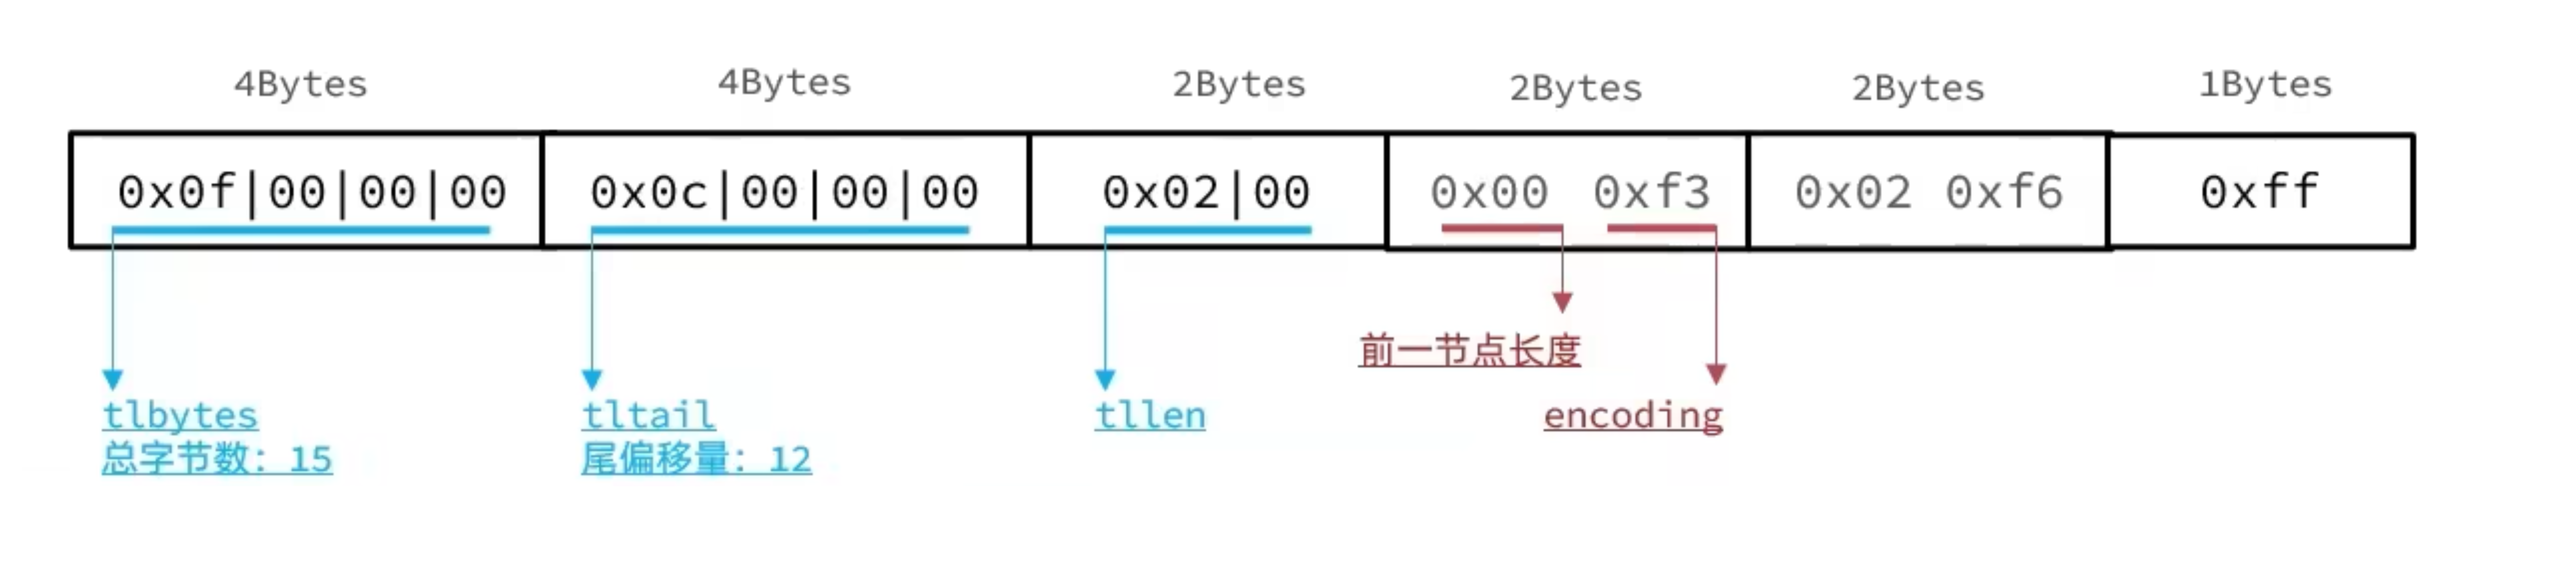 4Bytes 4Bytes 2Bytes 2Bytes 2Bytes 1Bytes
0x0f|00|00|00 0x0c|00|00|00 0x02|00 0x00 0xf3 0x02 0xf6 0xff
前一节点长度
tlbytes tltail tllen encoding
总字节数：15 尾偏移量：12